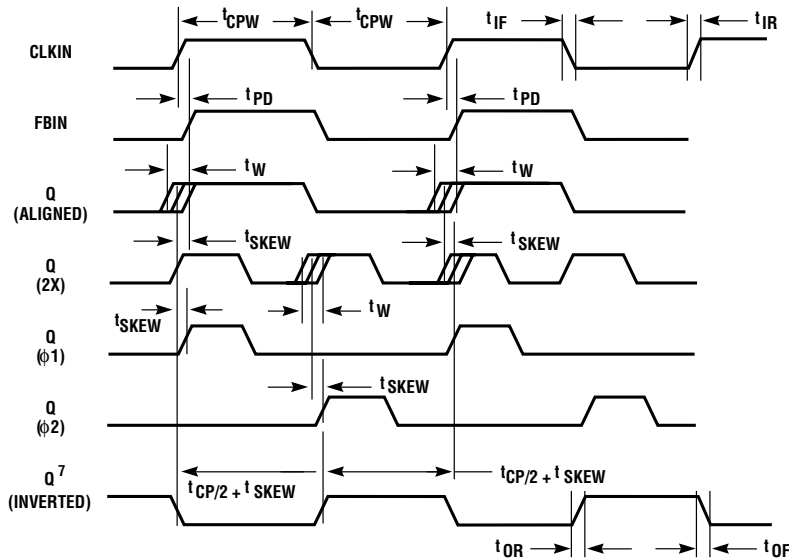 tCPW tCPW tIF tIR
CLKIN
tPD tPD
FBIN
tW tW
Q
(ALIGNED)
tSKEW tSKEW
Q
(2X)
tSKEW tW
Q
(ϕ1)
tSKEW
Q
(ϕ2)
tCP/2 + tSKEW tCP/2 + tSKEW
Q7
(INVERTED)
tOR tOF